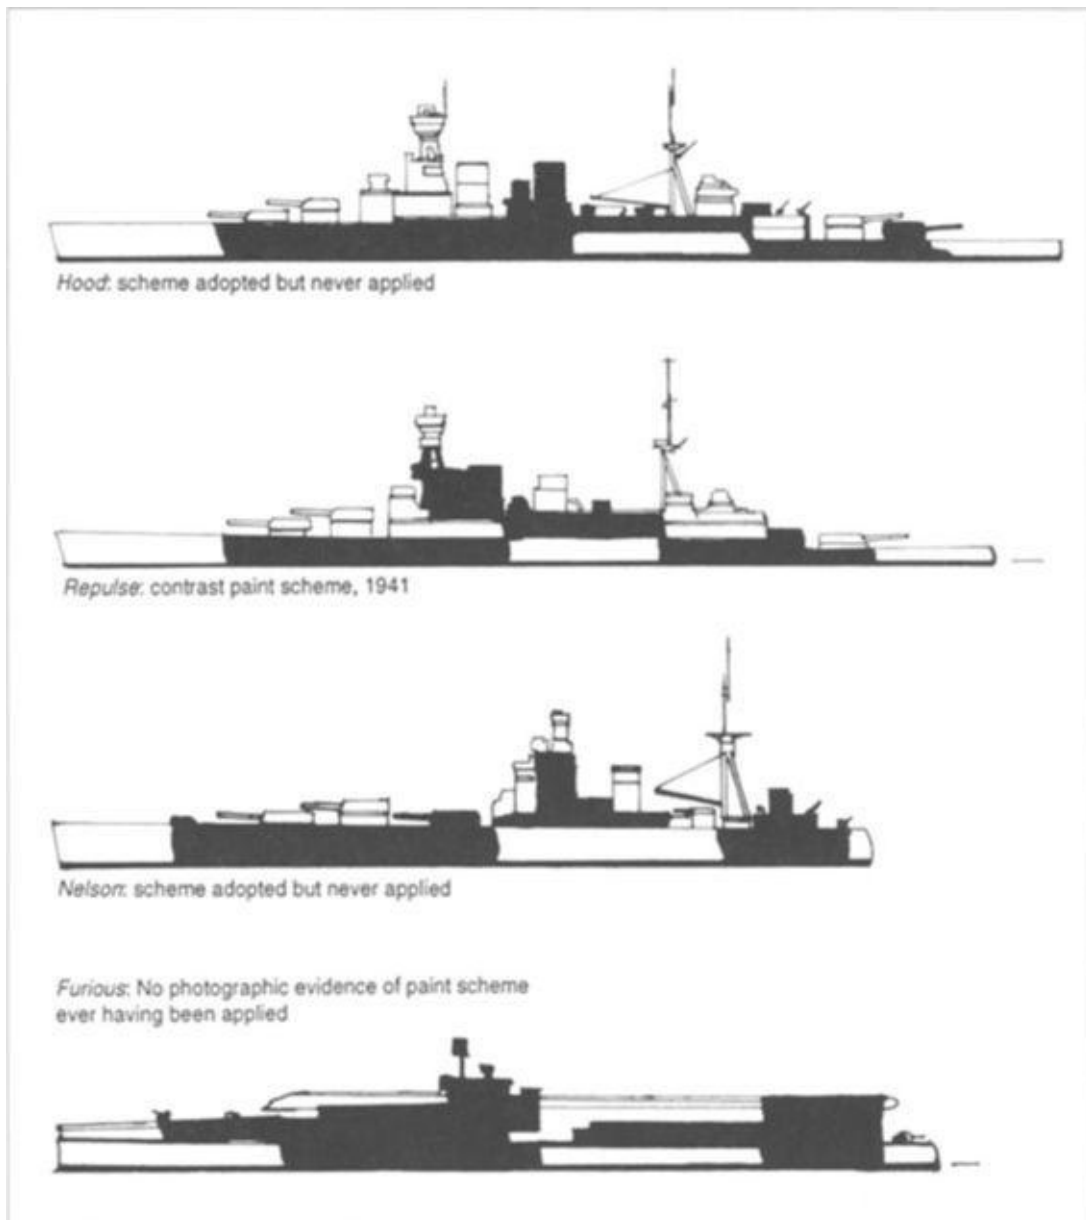 Hood: scheme adopted but never applied
Repulse: contrast paint scheme, 1941
Nelson: scheme adopted but never applied
Furious: No photographic evidence of paint scheme
ever having been applied